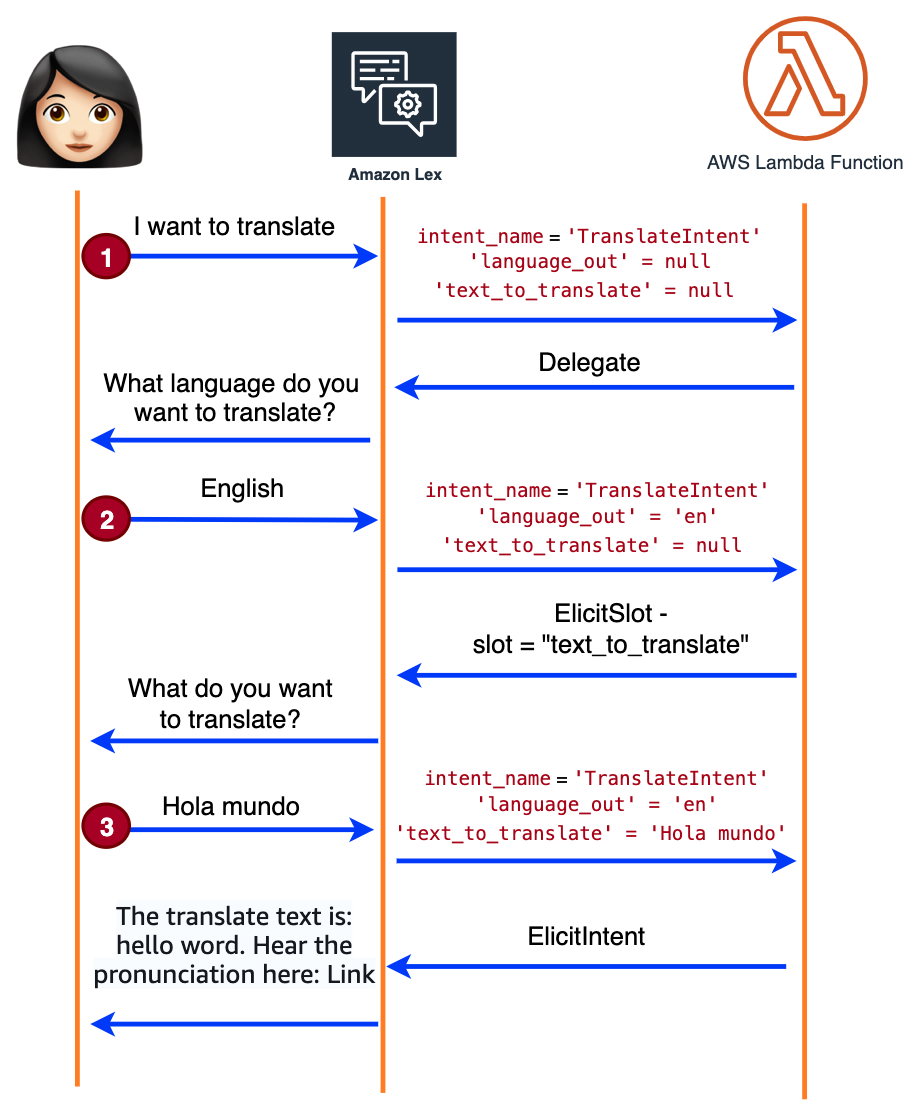 Amazon Lex
AWS Lambda Function
1
I want to translate
intent_name = 'TranslateIntent'
'language_out' = null
'text_to_translate' = null
Delegate
What language do you
want to translate?
2
English
intent_name = 'TranslateIntent'
'language_out' = 'en'
'text_to_translate' = null
ElicitSlot -
slot = "text_to_translate"
What do you want
to translate?
3
Hola mundo
intent_name = 'TranslateIntent'
'language_out' = 'en'
'text_to_translate' = 'Hola mundo'
ElicitIntent
The translate text is:
hello word. Hear the
pronunciation here: Link